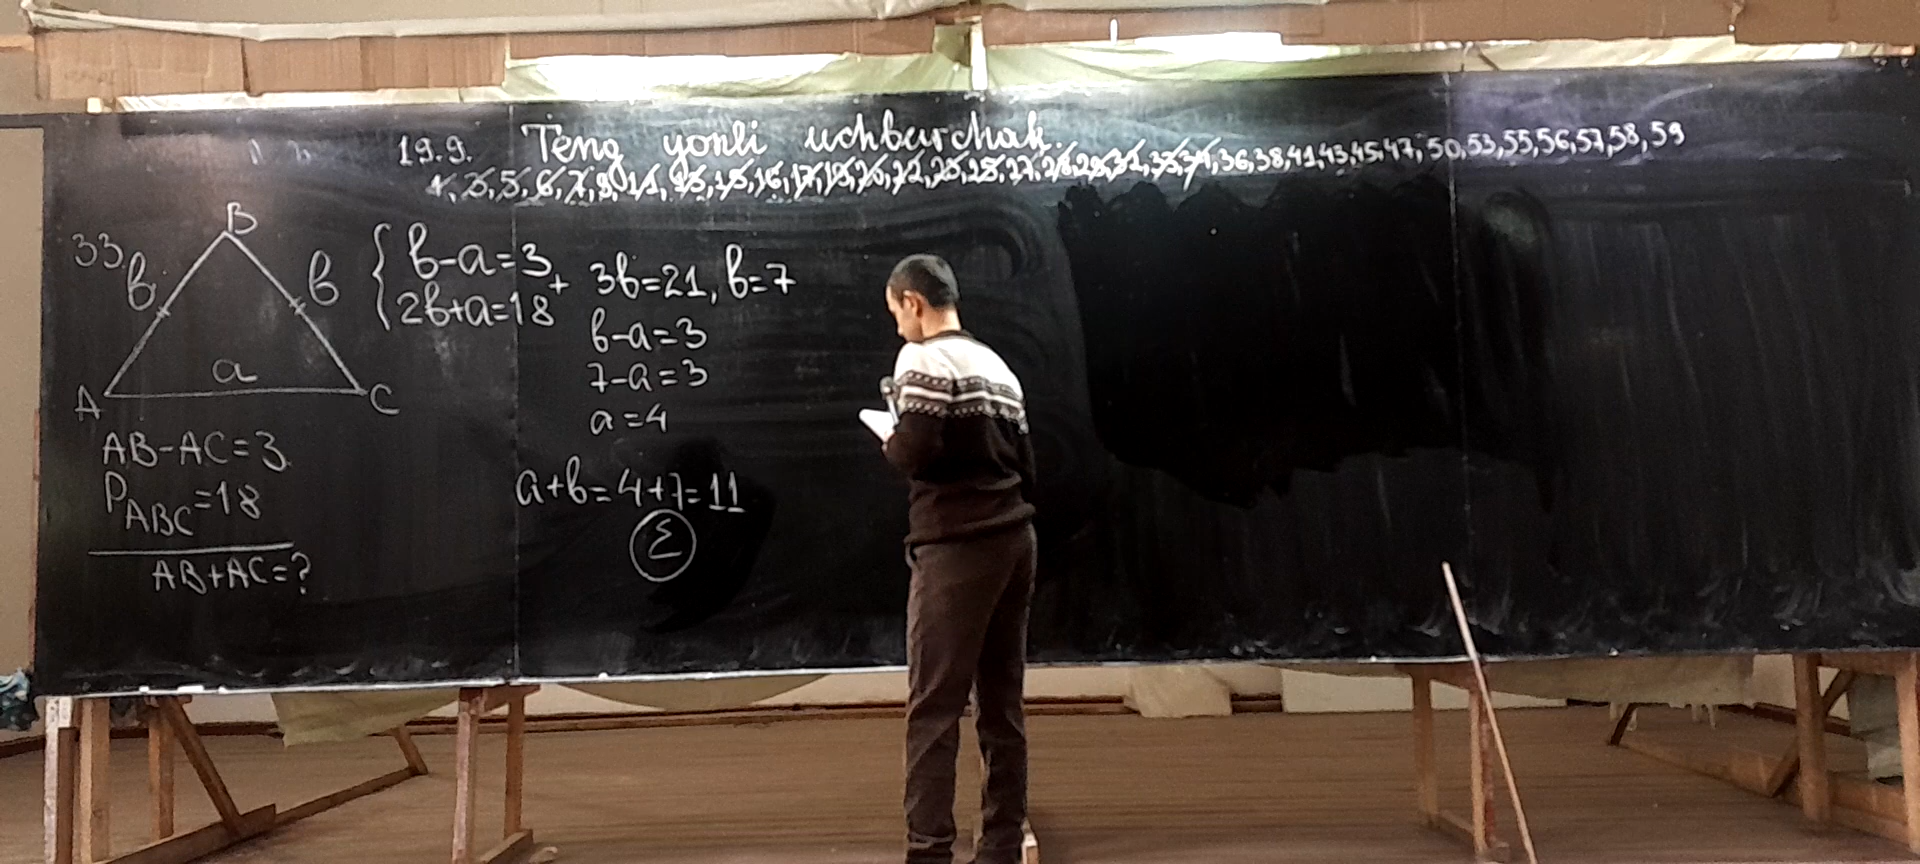 19.9. Teng yonli uchburchak.
1, 3, 5, 6, 7, 8, 11, 13, 15, 16, 17, 18, 20, 22, 23, 25, 27, 28, 29, 31, 33, 34, 36, 38, 41, 43, 45, 47, 50, 53, 55, 56, 57, 58, 59
33.
B
b
b
a
A
C
AB-AC=3
P_ABC=18
AB+AC=?
b-a=3
2b+a=18
+
3b=21, b=7
b-a=3
7-a=3
a=4
a+b=4+7=11
E